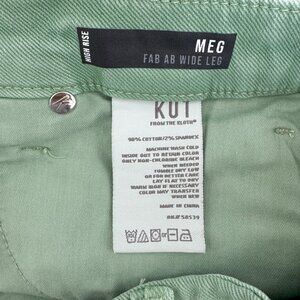 HIGH RISE
MEG
FAB AB WIDE LEG
KUT
FROM THE KLOTH®
98% COTTON/2% SPANDEX
MACHINE WASH COLD
INSIDE OUT TO RETAIN COLOR
ONLY NON-CHLORINE BLEACH
WHEN NEEDED
TUMBLE DRY LOW
OR FOR BETTER CARE
LAY FLAT TO DRY
WARM IRON IF NECESSARY
COLOR MAY TRANSFER
WHEN NEW
MADE IN CHINA
RN# 58539